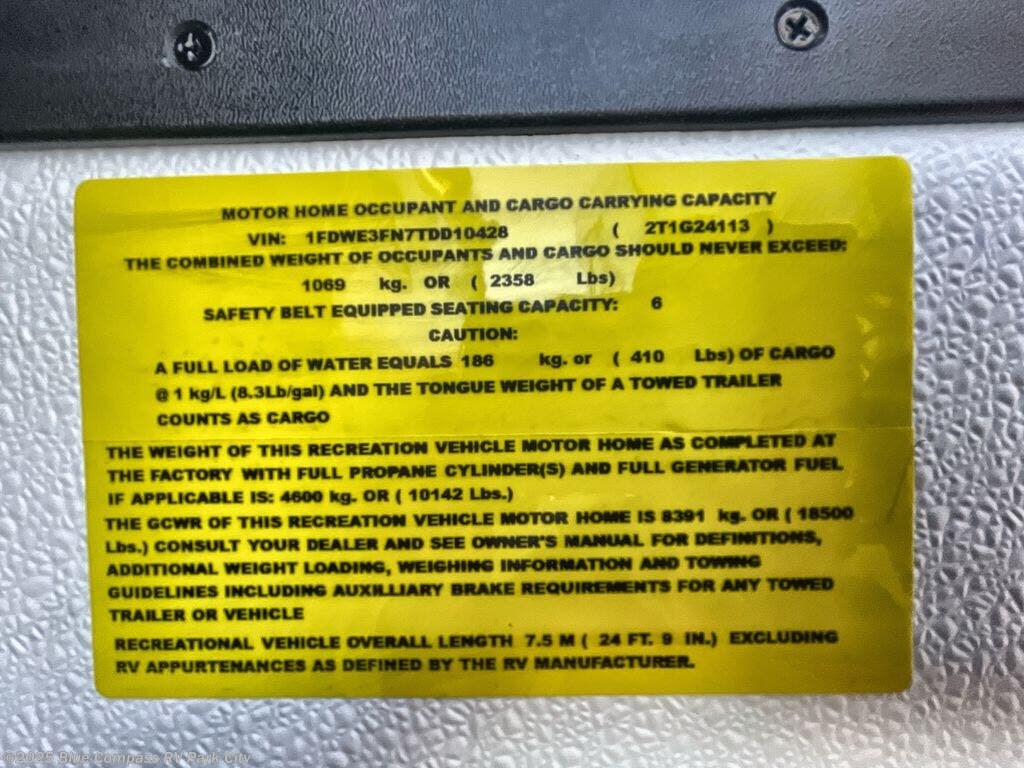 MOTOR HOME OCCUPANT AND CARGO CARRYING CAPACITY
VIN: 1FDWE3FN7TDD10428 ( 2T1G24113 )
THE COMBINED WEIGHT OF OCCUPANTS AND CARGO SHOULD NEVER EXCEED:
1069 kg. OR ( 2358 Lbs)
SAFETY BELT EQUIPPED SEATING CAPACITY: 6
CAUTION:
A FULL LOAD OF WATER EQUALS 186 kg. or ( 410 Lbs) OF CARGO
@ 1 kg/L (8.3Lb/gal) AND THE TONGUE WEIGHT OF A TOWED TRAILER
COUNTS AS CARGO
THE WEIGHT OF THIS RECREATION VEHICLE MOTOR HOME AS COMPLETED AT
THE FACTORY WITH FULL PROPANE CYLINDER(S) AND FULL GENERATOR FUEL
IF APPLICABLE IS: 4600 kg. OR ( 10142 Lbs.)
THE GCWR OF THIS RECREATION VEHICLE MOTOR HOME IS 8391 kg. OR ( 18500
Lbs.) CONSULT YOUR DEALER AND SEE OWNER'S MANUAL FOR DEFINITIONS,
ADDITIONAL WEIGHT LOADING, WEIGHING INFORMATION AND TOWING
GUIDELINES INCLUDING AUXILLIARY BRAKE REQUIREMENTS FOR ANY TOWED
TRAILER OR VEHICLE
RECREATIONAL VEHICLE OVERALL LENGTH 7.5 M ( 24 FT. 9 IN.) EXCLUDING
RV APPURTENANCES AS DEFINED BY THE RV MANUFACTURER.
©2025 Blue Compass RV Park City